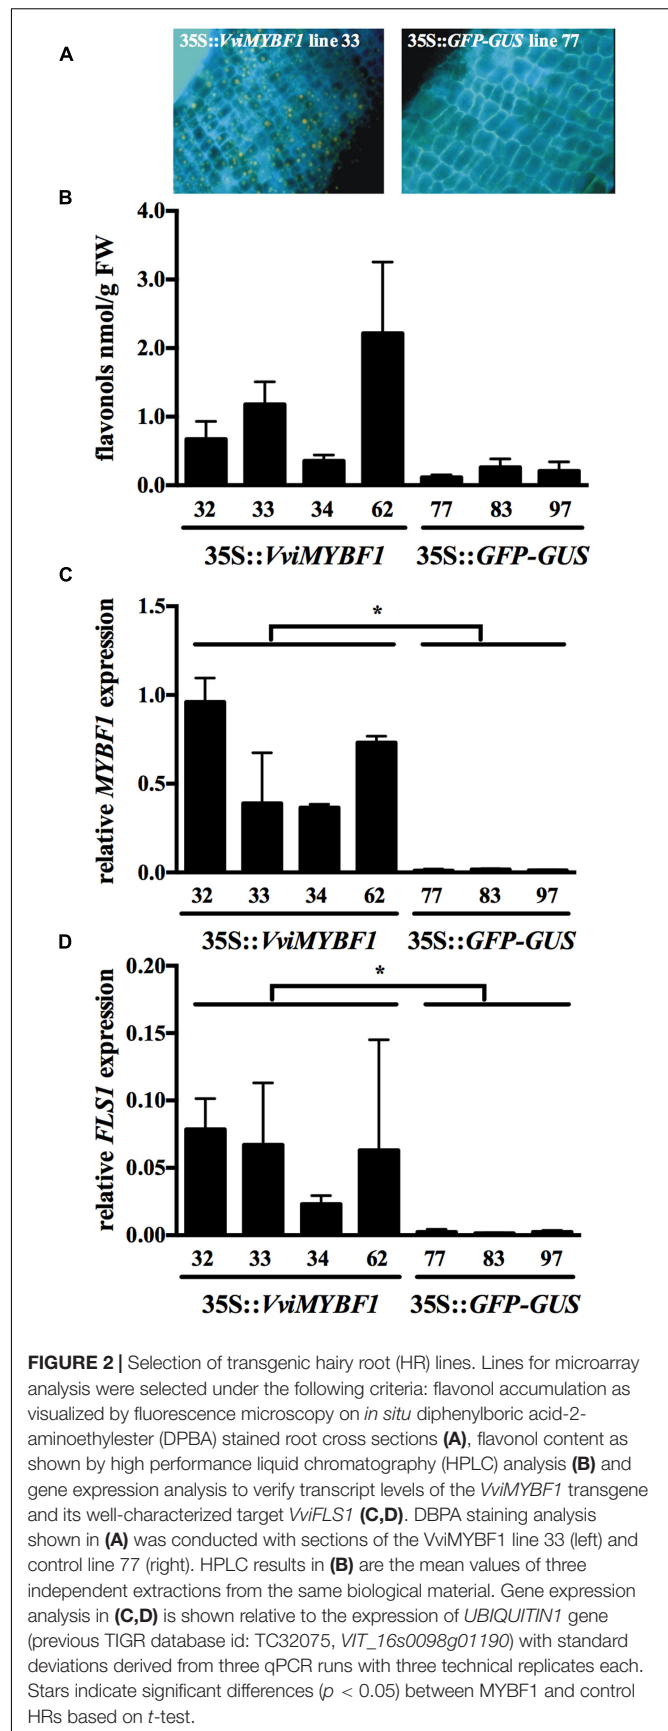 A
35S::VviMYBF1 line 33
35S::GFP-GUS line 77
B
flavonols nmol/g FW
4.0
3.0
2.0
1.0
0.0
32 33 34 62 77 83 97
35S::VviMYBF1 35S::GFP-GUS
C
relative MYBF1 expression
1.5
1.0
0.5
0.0
*
32 33 34 62 77 83 97
35S::VviMYBF1 35S::GFP-GUS
D
relative FLS1 expression
0.20
0.15
0.10
0.05
0.00
*
32 33 34 62 77 83 97
35S::VviMYBF1 35S::GFP-GUS
FIGURE 2 | Selection of transgenic hairy root (HR) lines. Lines for microarray
analysis were selected under the following criteria: flavonol accumulation as
visualized by fluorescence microscopy on in situ diphenylboric acid-2-
aminoethylester (DPBA) stained root cross sections (A), flavonol content as
shown by high performance liquid chromatography (HPLC) analysis (B) and
gene expression analysis to verify transcript levels of the VviMYBF1 transgene
and its well-characterized target VviFLS1 (C,D). DBPA staining analysis
shown in (A) was conducted with sections of the VviMYBF1 line 33 (left) and
control line 77 (right). HPLC results in (B) are the mean values of three
independent extractions from the same biological material. Gene expression
analysis in (C,D) is shown relative to the expression of UBIQUITIN1 gene
(previous TIGR database id: TC32075, VIT_16s0098g01190) with standard
deviations derived from three qPCR runs with three technical replicates each.
Stars indicate significant differences (p < 0.05) between MYBF1 and control
HRs based on t-test.